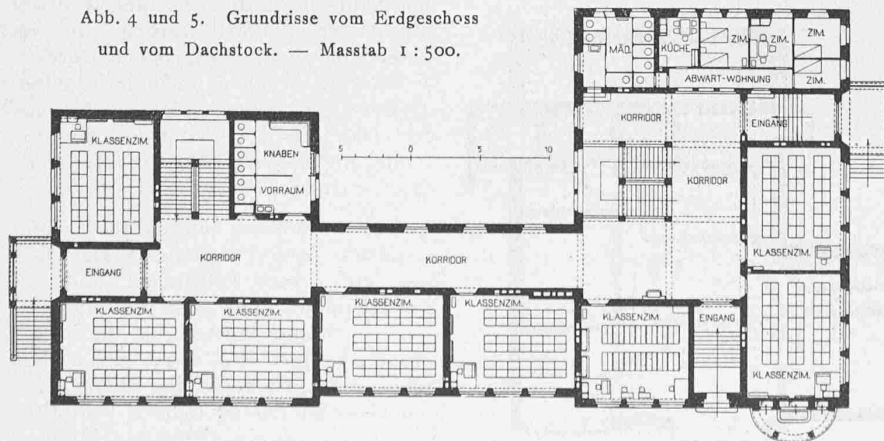 Abb. 4 und 5. Grundrisse vom Erdgeschoss
und vom Dachstock. — Masstab 1 : 500.
MÄD.
KÜCHE
ZIM.
ZIM.
ZIM.
ABWART-WOHNUNG
ZIM.
KORRIDOR
EINGANG
KLASSENZIM.
KNABEN
VORRAUM
5 0 5 10
KORRIDOR
KLASSENZIM.
EINGANG
KORRIDOR
KORRIDOR
KLASSENZIM.
KLASSENZIM.
KLASSENZIM.
KLASSENZIM.
KLASSENZIM.
EINGANG
KLASSENZIM.